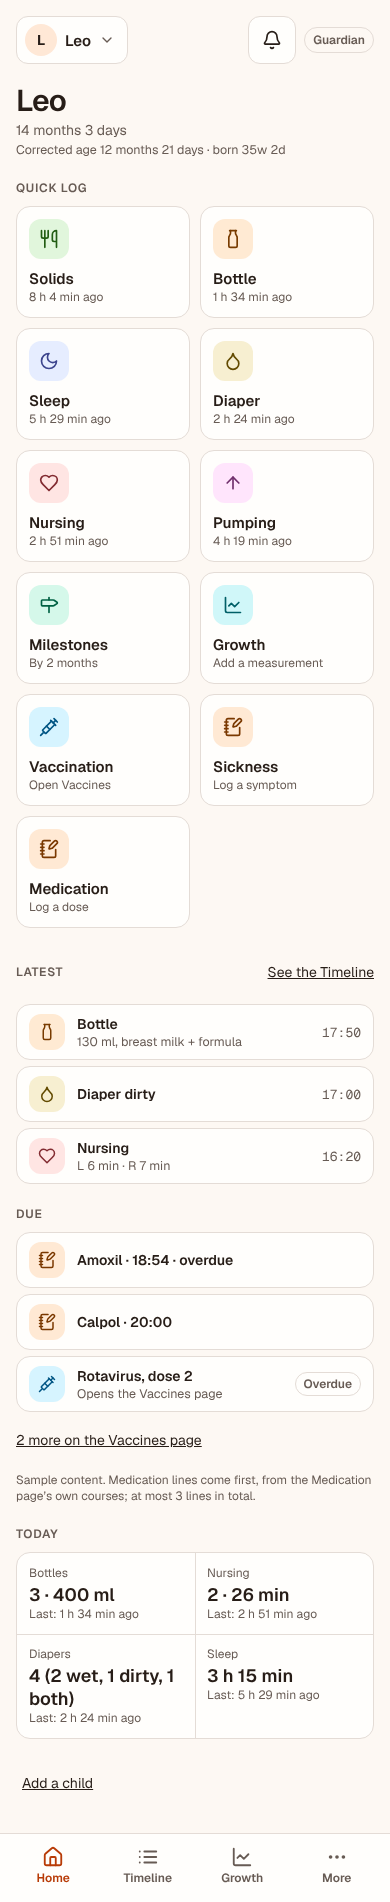 L Leo
Guardian
Leo
14 months 3 days
Corrected age 12 months 21 days · born 35w 2d
QUICK LOG
Solids
8 h 4 min ago
Bottle
1 h 34 min ago
Sleep
5 h 29 min ago
Diaper
2 h 24 min ago
Nursing
2 h 51 min ago
Pumping
4 h 19 min ago
Milestones
By 2 months
Growth
Add a measurement
Vaccination
Open Vaccines
Sickness
Log a symptom
Medication
Log a dose
LATEST
See the Timeline
Bottle
130 ml, breast milk + formula
17:50
Diaper dirty
17:00
Nursing
L 6 min · R 7 min
16:20
DUE
Amoxil · 18:54 · overdue
Calpol · 20:00
Rotavirus, dose 2
Opens the Vaccines page
Overdue
2 more on the Vaccines page
Sample content. Medication lines come first, from the Medication
page's own courses; at most 3 lines in total.
TODAY
Bottles
3 · 400 ml
Last: 1 h 34 min ago
Nursing
2 · 26 min
Last: 2 h 51 min ago
Diapers
4 (2 wet, 1 dirty, 1
both)
Last: 2 h 24 min ago
Sleep
3 h 15 min
Last: 5 h 29 min ago
Add a child
Home
Timeline
Growth
More